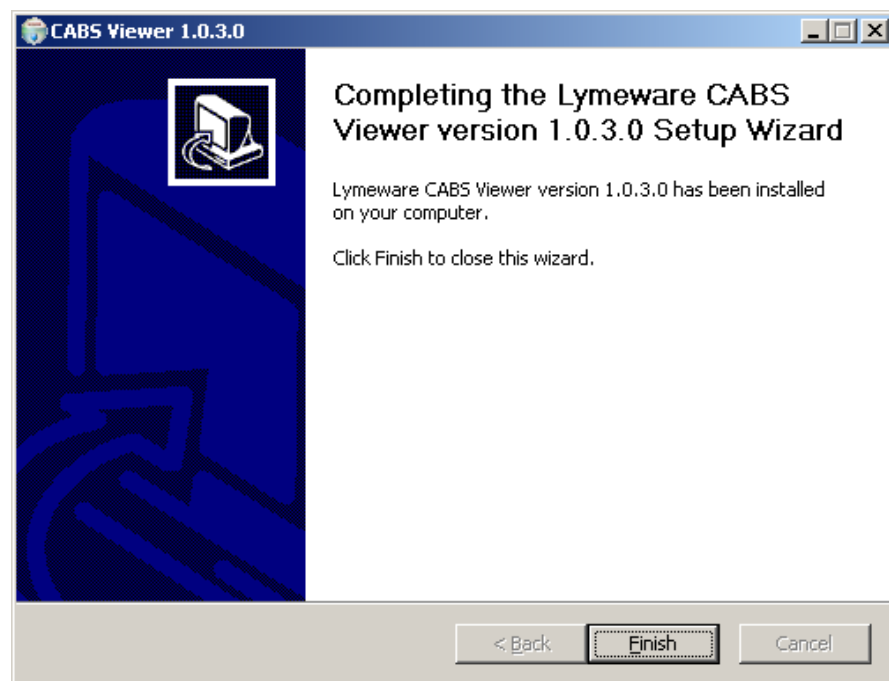 CABS Viewer 1.0.3.0
Completing the Lymeware CABS
Viewer version 1.0.3.0 Setup Wizard
Lymeware CABS Viewer version 1.0.3.0 has been installed
on your computer.
Click Finish to close this wizard.
< Back
Finish
Cancel